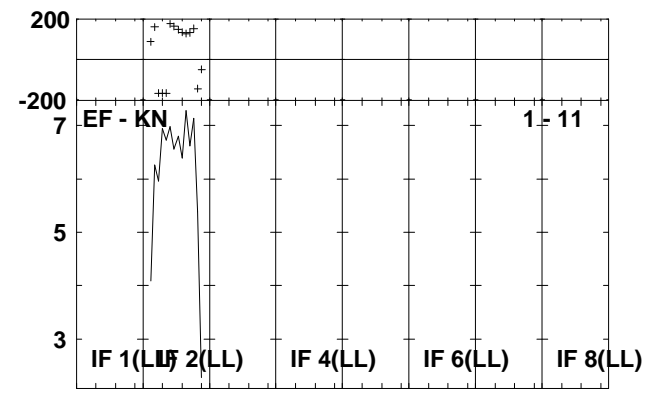 200
-200
EF - KN 1 - 11
7
5
3
IF 1(LL) IF 2(LL) IF 4(LL) IF 6(LL) IF 8(LL)